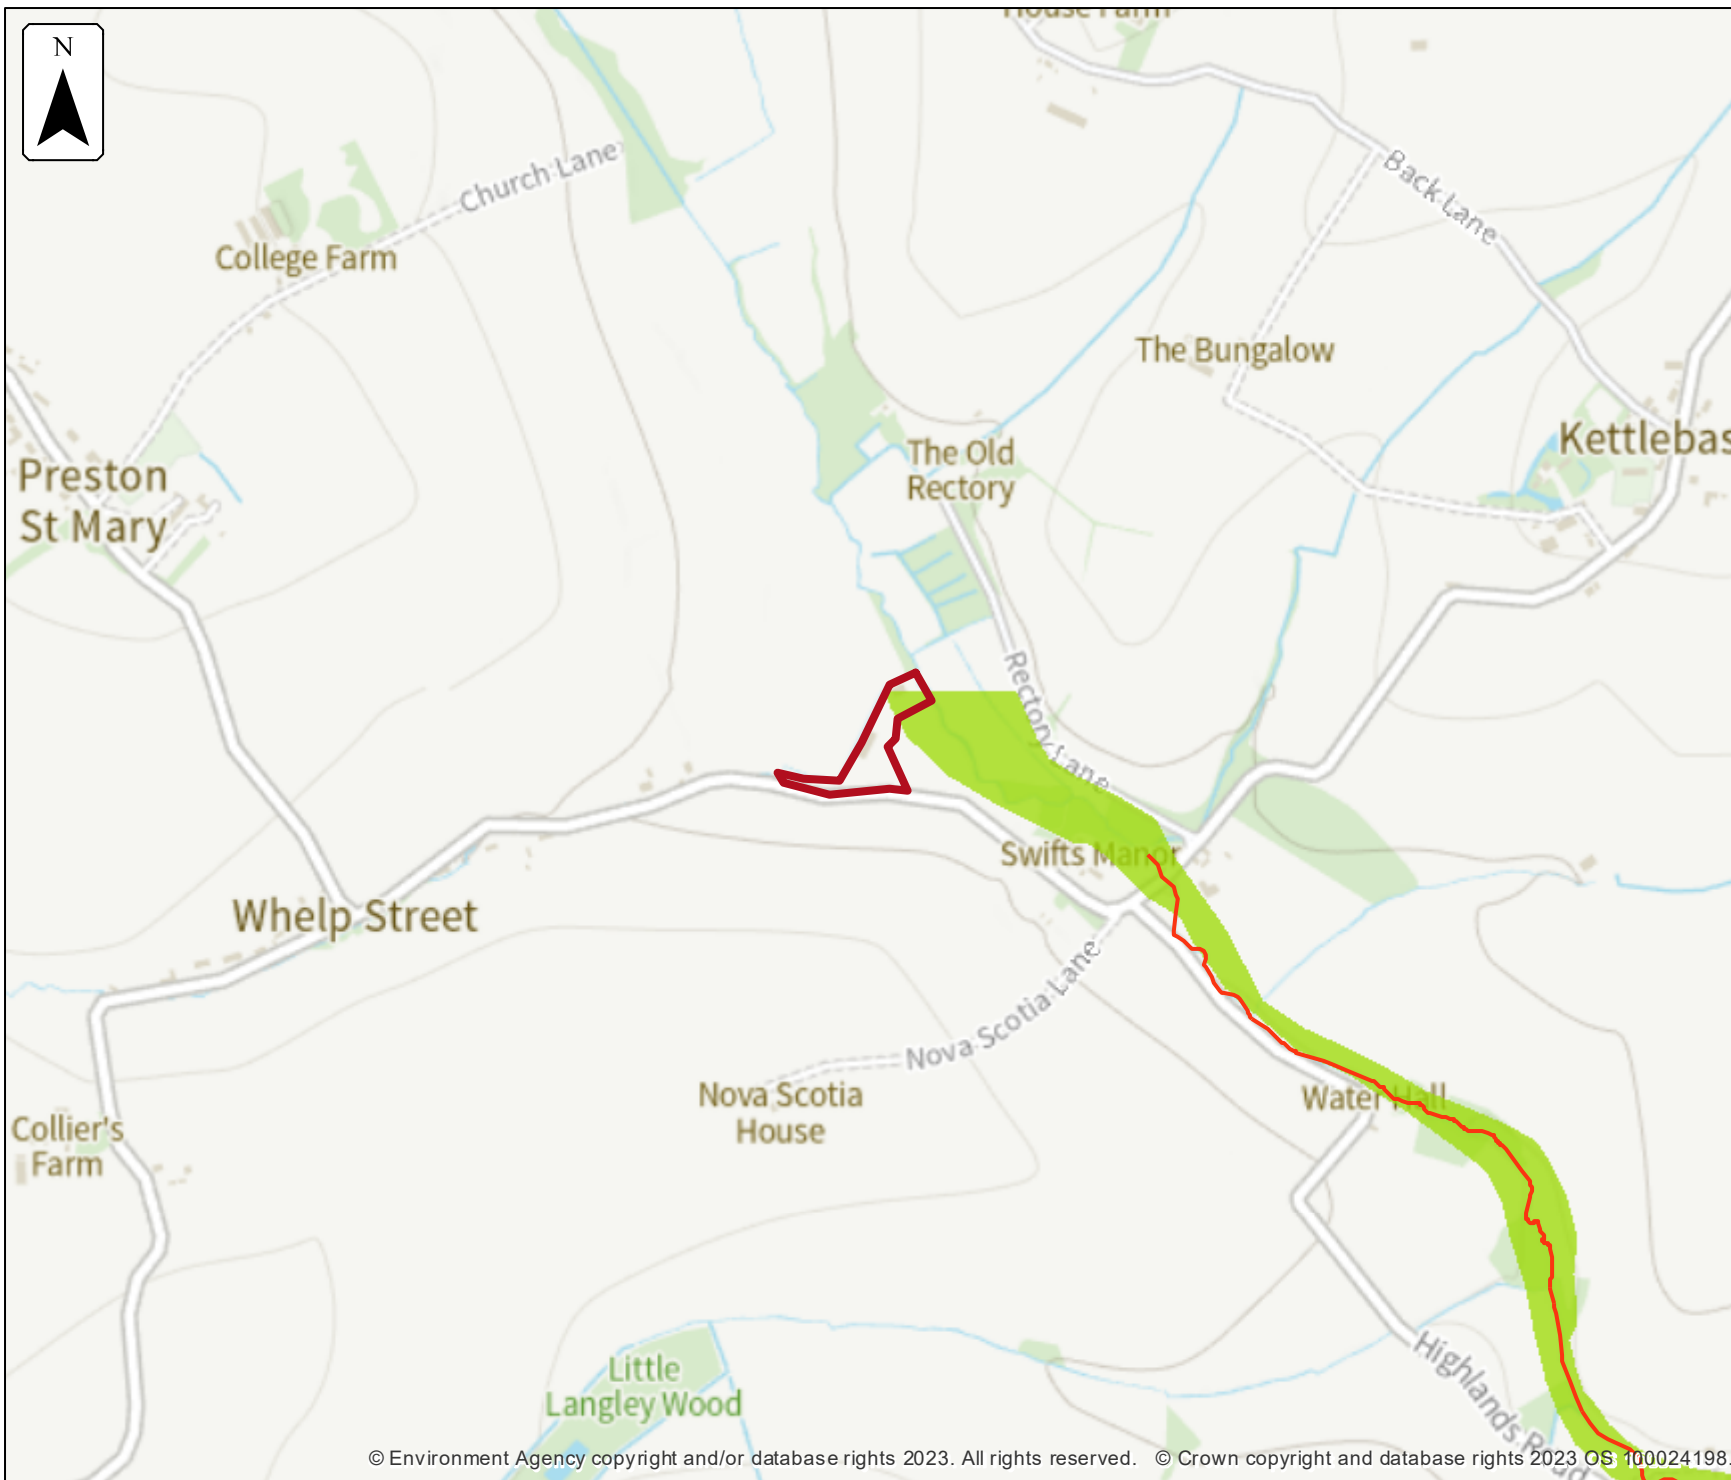 House Farm
N
Church Lane
Back Lane
College Farm
The Bungalow
Kettlebas
The Old
Rectory
Preston
St Mary
Rectory Lane
Swifts Manor
Whelp Street
Nova Scotia Lane
Nova Scotia
House
Water Hall
Collier's
Farm
Highlands Road
Little
Langley Wood
© Environment Agency copyright and/or database rights 2023. All rights reserved. © Crown copyright and database rights 2023 OS 100024198.